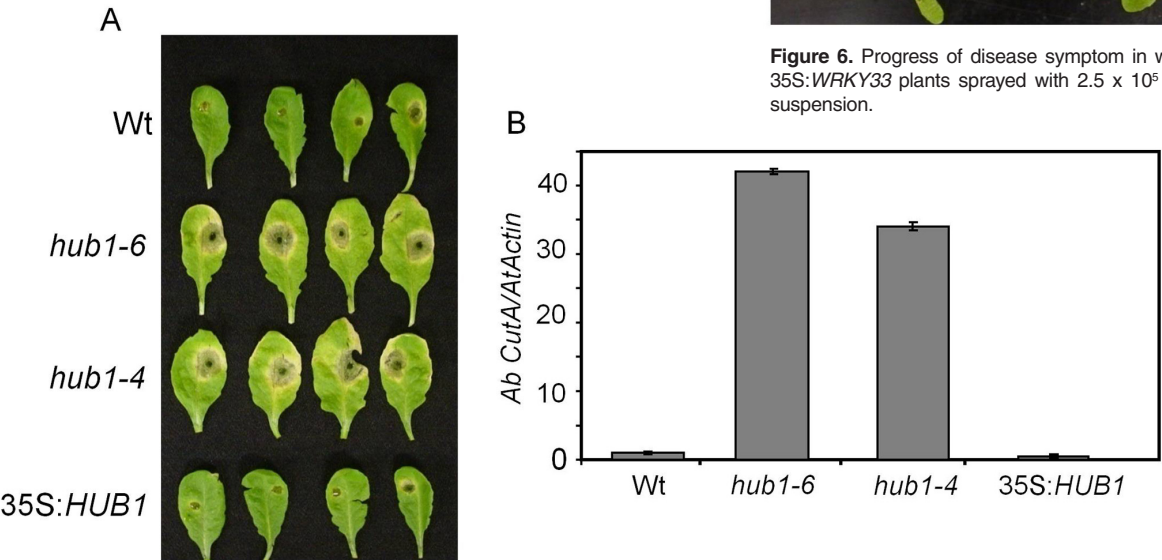 A
Wt
hub1-6
hub1-4
35S:HUB1
Figure 6. Progress of disease symptom in
35S:WRKY33 plants sprayed with 2.5 x 10⁵
suspension.
B
Ab CutA/AtActin
40
30
20
10
0
Wt
hub1-6
hub1-4
35S:HUB1